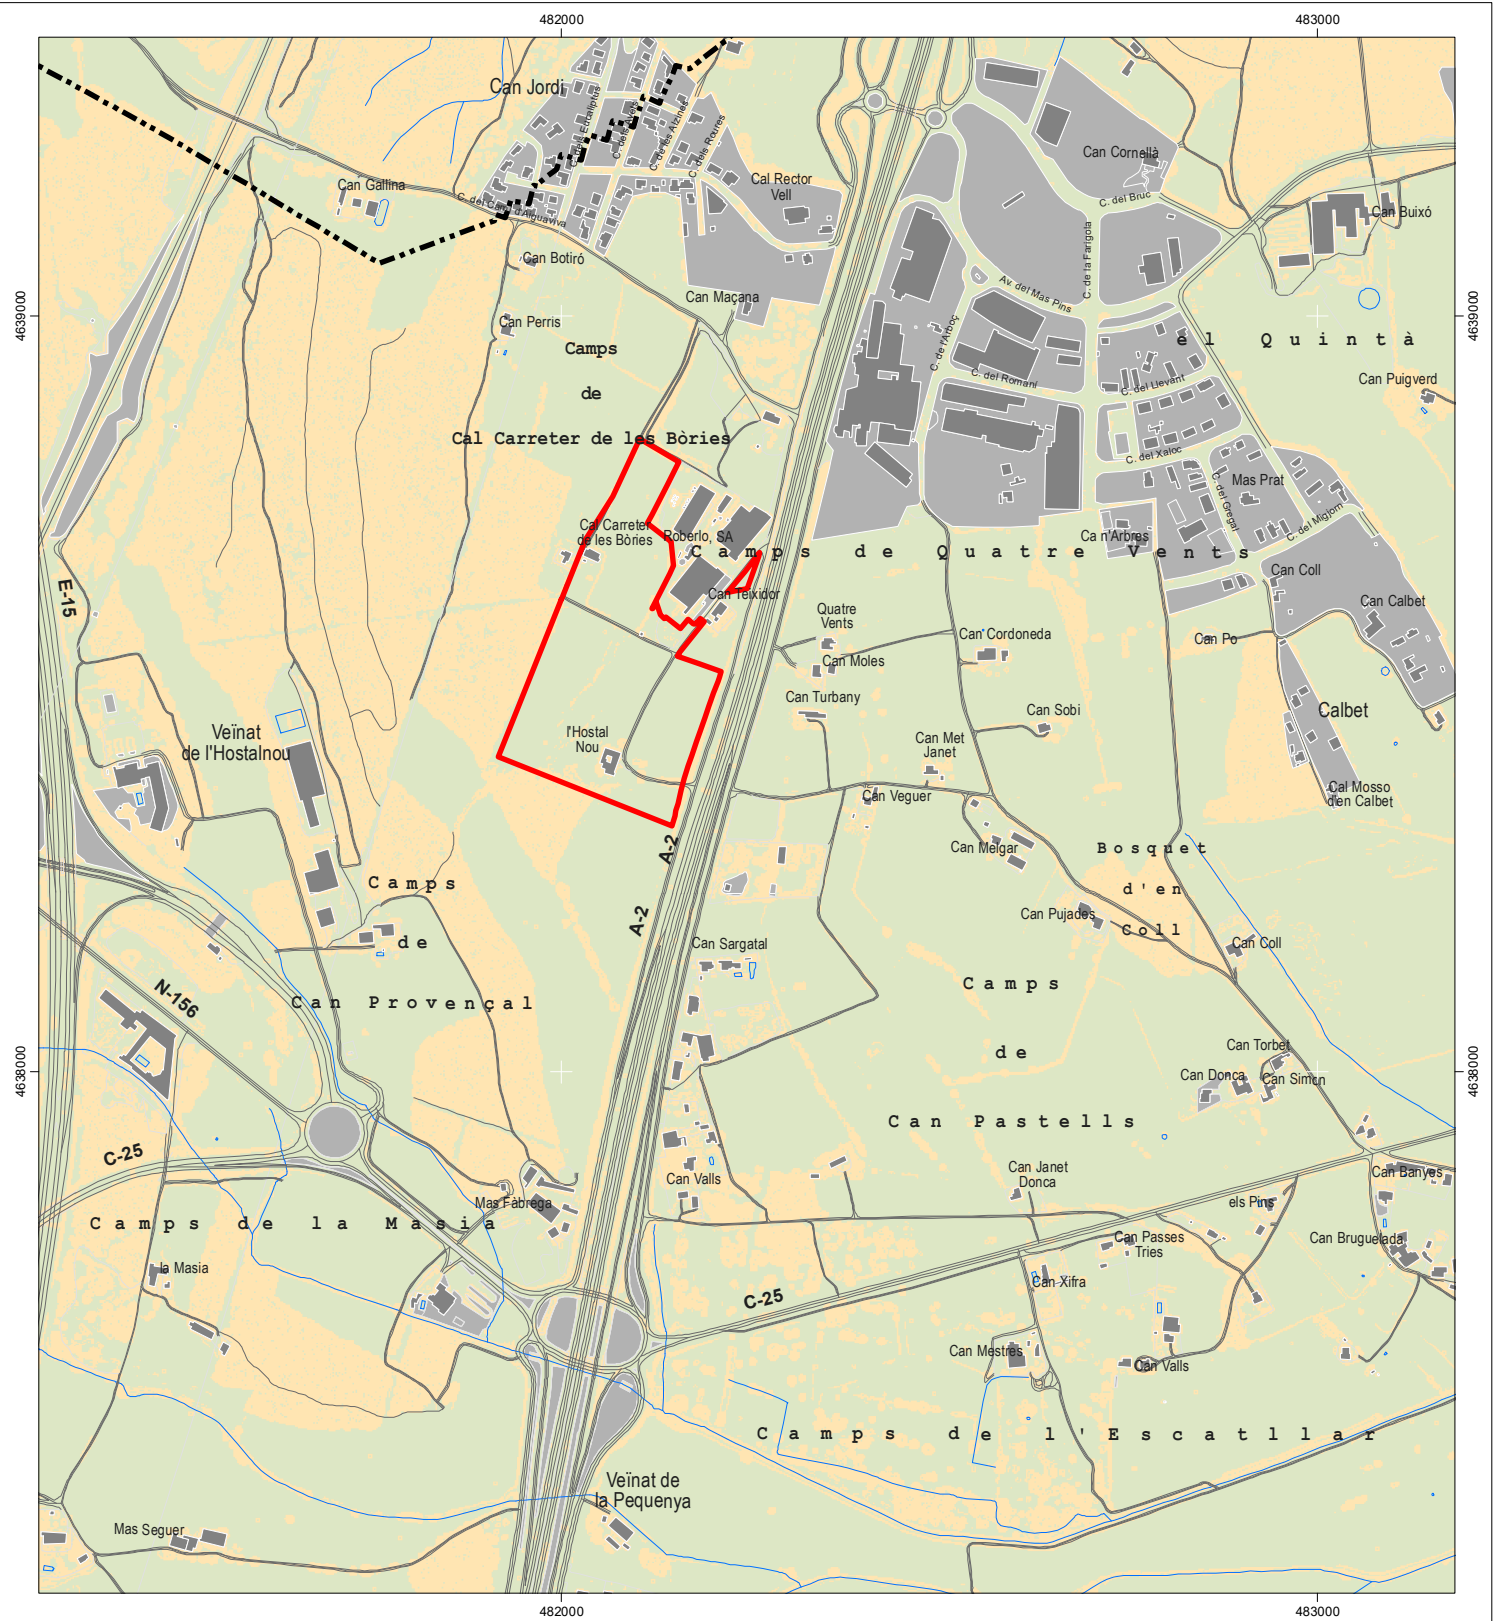 482000
483000
Can Jordi
C. dels Eucaliptus
C. dels Avets
C. de les Alzines
C. dels Roures
Can Gallina
C. del Camí d'Aiguaviva
Cal Rector
Vell
Can Cornellà
C. del Bruc
Can Buixó
C. de la Farigola
Can Botiró
Av. del Mas Pins
Can Maçana
4639000
4639000
Can Perris
C. de l'Arboç
el Quintà
Camps
de
Cal Carreter de les Bòries
C. del Romaní
C. del Llevant
Can Puigverd
C. del Xaloc
Mas Prat
C. del Gregal
C. del Migjorn
Cal Carreter
de les Bòries
Roberlo, SA
Ca n'Arbres
Camps de Quatre Vents
Can Coll
E-15
Can Teixidor
Quatre
Vents
Can Calbet
Can Cordoneda
Can Po
Can Moles
Can Turbany
Can Sobi
Calbet
Veïnat
de l'Hostalnou
l'Hostal
Nou
Can Met
Janet
Can Veguer
Cal Mosso
d'en Calbet
A-2
Can Melgar
Bosquet
d'en
Coll
Camps
de
Can Provençal
Can Pujades
A-2
Can Sargatal
Can Coll
N-156
Camps
de
Can Pastells
Can Torbet
Can Donca
Can Simon
4638000
4638000
C-25
Can Valls
Can Janet
Donca
Can Banyes
Mas Fàbrega
els Pins
Camps de la Masia
Can Passes
Tries
Can Bruguelada
la Masia
Can Xifra
C-25
Can Mestres
Can Valls
Camps de l'Escatllar
Veïnat de
la Pequenya
Mas Seguer
482000
483000